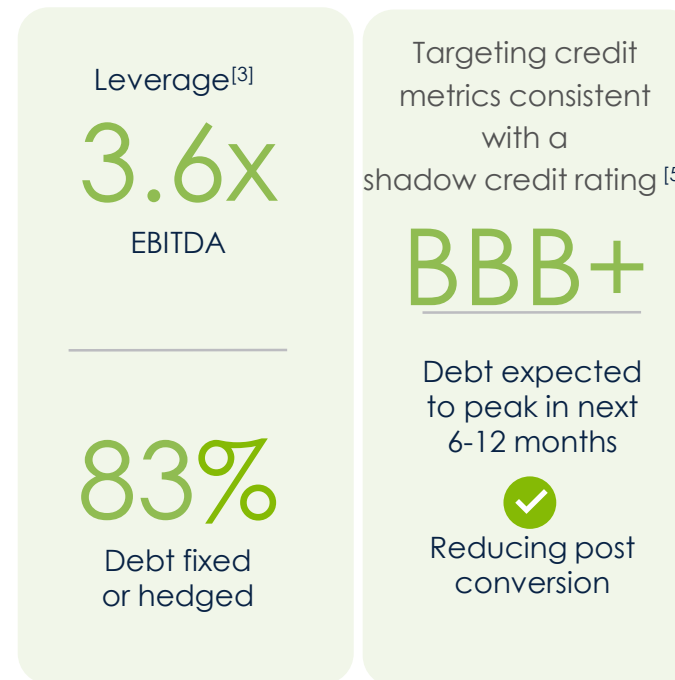 Leverage[3]
3.6x
EBITDA
83%
Debt fixed
or hedged
Targeting credit
metrics consistent
with a
shadow credit rating
BBB+
Debt expected
to peak in next
6-12 months
Reducing post
conversion